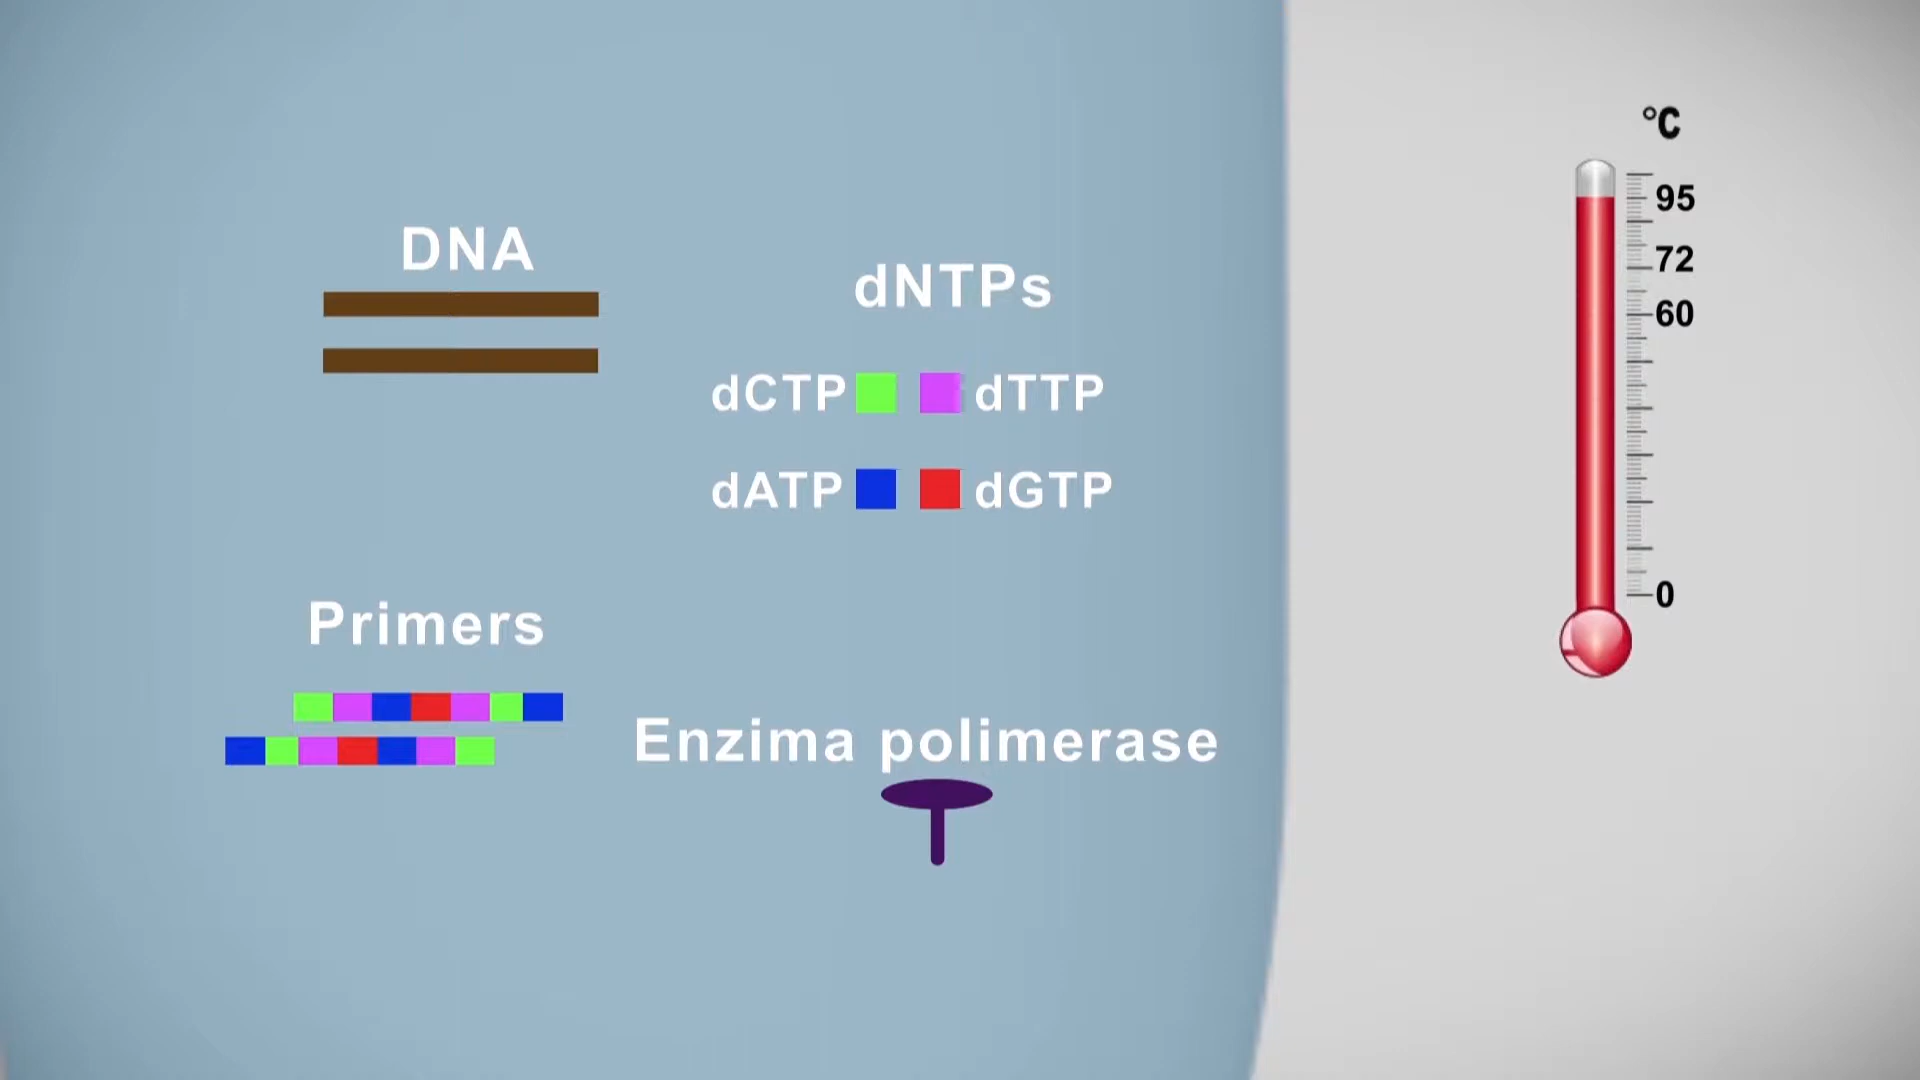 DNA
dNTPs
dCTP dTTP
dATP dGTP
Primers
Enzima polimerase
°C
95
72
60
0